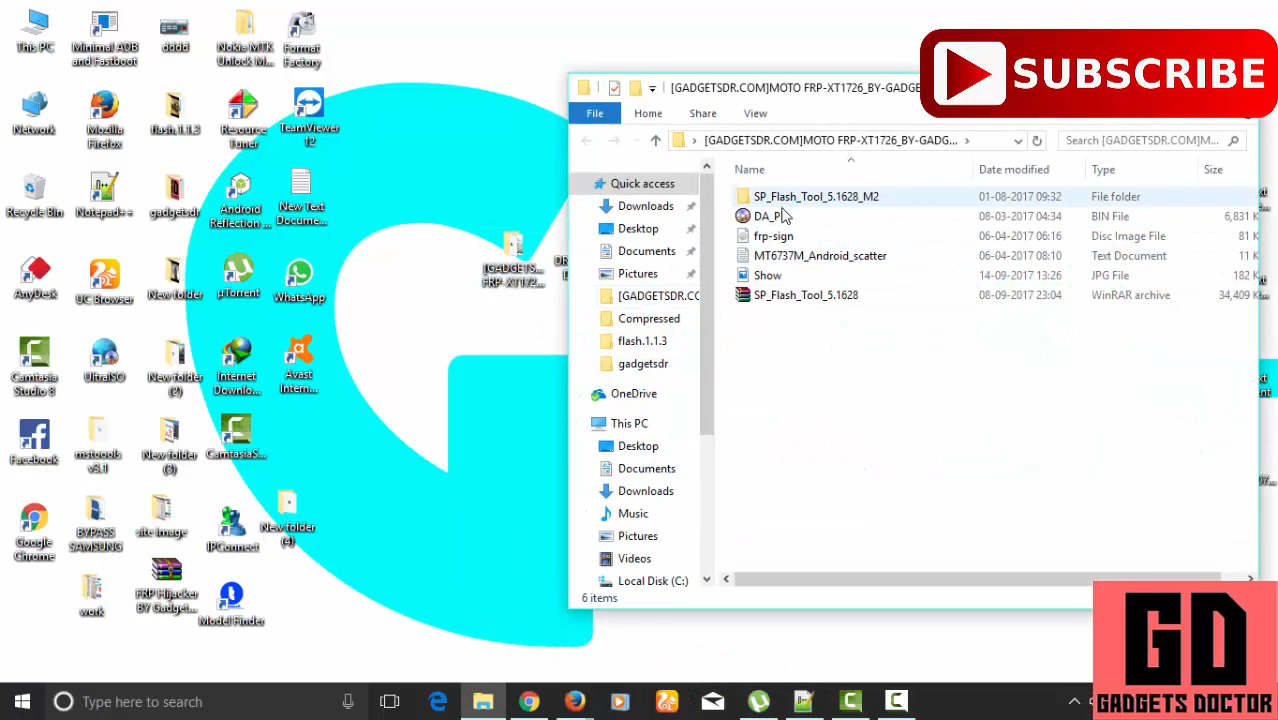 This PC
Minimal ADB
and Fastboot
dddd
Nokia MTK
Unlock M...
Format
Factory
Network
Mozilla
Firefox
flash.1.1.3
Resource
Tuner
TeamViewer
12
Recycle Bin
Notepad++
gadgetsdr
Android
Reflection ...
New Text
Docume...
AnyDesk
UC Browser
New folder
µTorrent
WhatsApp
Camtasia
Studio 8
UltraISO
New folder
(2)
Internet
Downlo...
Avast
Intern...
Facebook
mstools
v3.1
New folder
(3)
CamtasiaS...
Google
Chrome
BYPASS
SAMSUNG
site image
IPConnect
New folder
(4)
work
FRP Hijacker
BY Gadget...
Model Finder
[GADGETS...
FRP-XT172...
[GADGETSDR.COM]MOTO FRP-XT1726_BY-GADGE
SUBSCRIBE
File
Home
Share
View
[GADGETSDR.COM]MOTO FRP-XT1726_BY-GADG...
Search [GADGETSDR.COM]M...
Name
Date modified
Type
Size
Quick access
Downloads
Desktop
Documents
Pictures
[GADGETSDR.CO
Compressed
flash.1.1.3
gadgetsdr
OneDrive
This PC
Desktop
Documents
Downloads
Music
Pictures
Videos
Local Disk (C:)
SP_Flash_Tool_5.1628_M2 01-08-2017 09:32 File folder
DA_PL 08-03-2017 04:34 BIN File 6,831 K
frp-sign 06-04-2017 06:16 Disc Image File 81 K
MT6737M_Android_scatter 06-04-2017 08:10 Text Document 11 K
Show 14-09-2017 13:26 JPG File 182 K
SP_Flash_Tool_5.1628 08-09-2017 23:04 WinRAR archive 34,409 K
6 items
Type here to search
GD
GADGETS DOCTOR